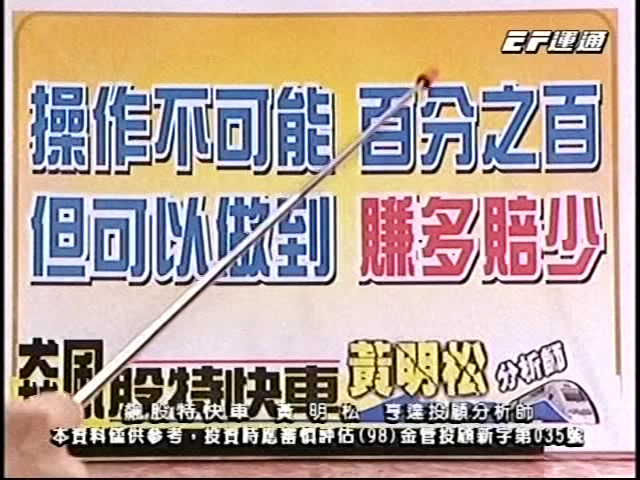 EF運通
操作不可能 百分之百
但可以做到 賺多賠少
飆股特快車 黃明松 分析師
飆股特快車 黃明松 亨達投顧分析師
本資料僅供參考，投資時應審慎評估(98)金管投顧新字第035號